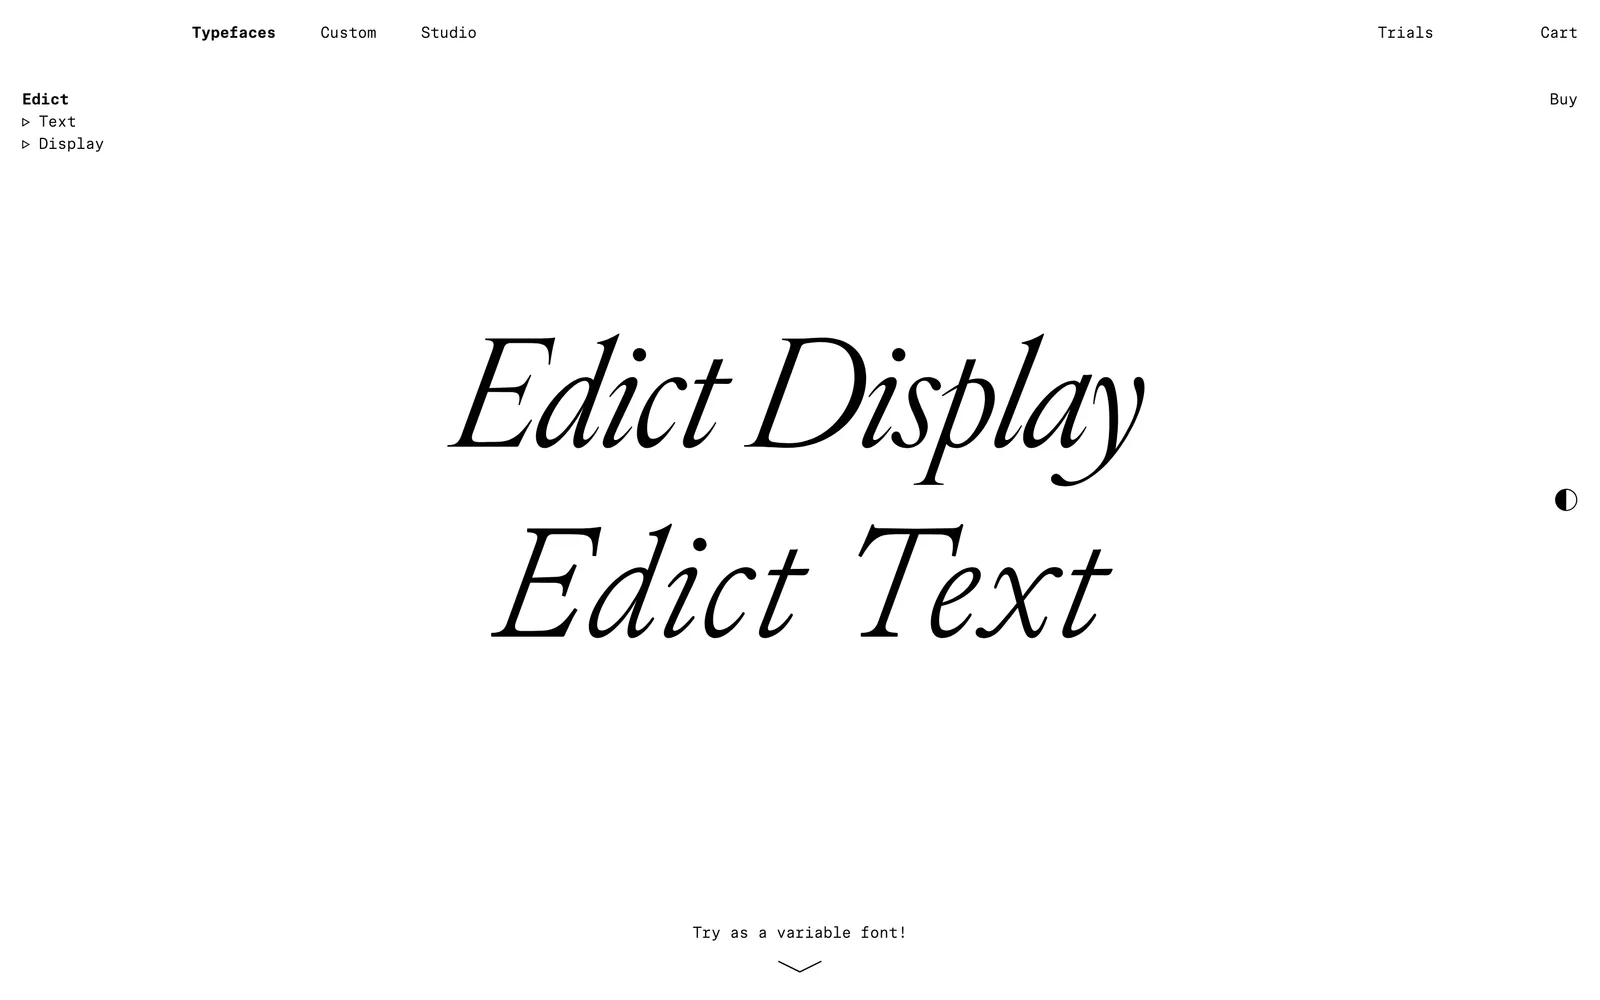 Typefaces Custom Studio Trials Cart
Edict Buy
▷ Text
▷ Display
Edict Display
Edict Text
Try as a variable font!